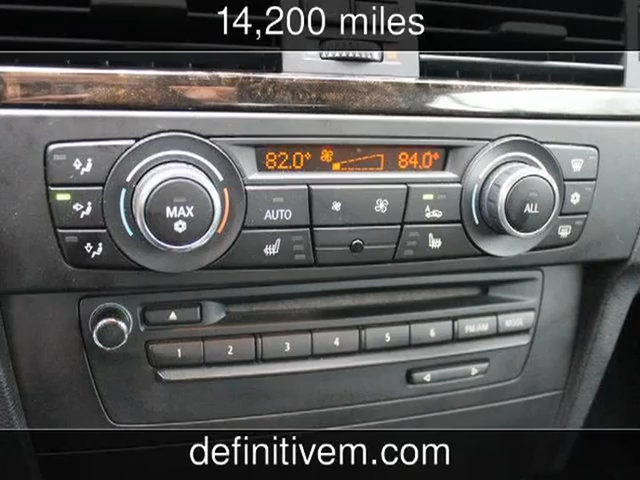 14,200 miles
82.0° 84.0°
MAX AUTO ALL
1 2 3 4 5 6 FM/AM MODE
definitivem.com